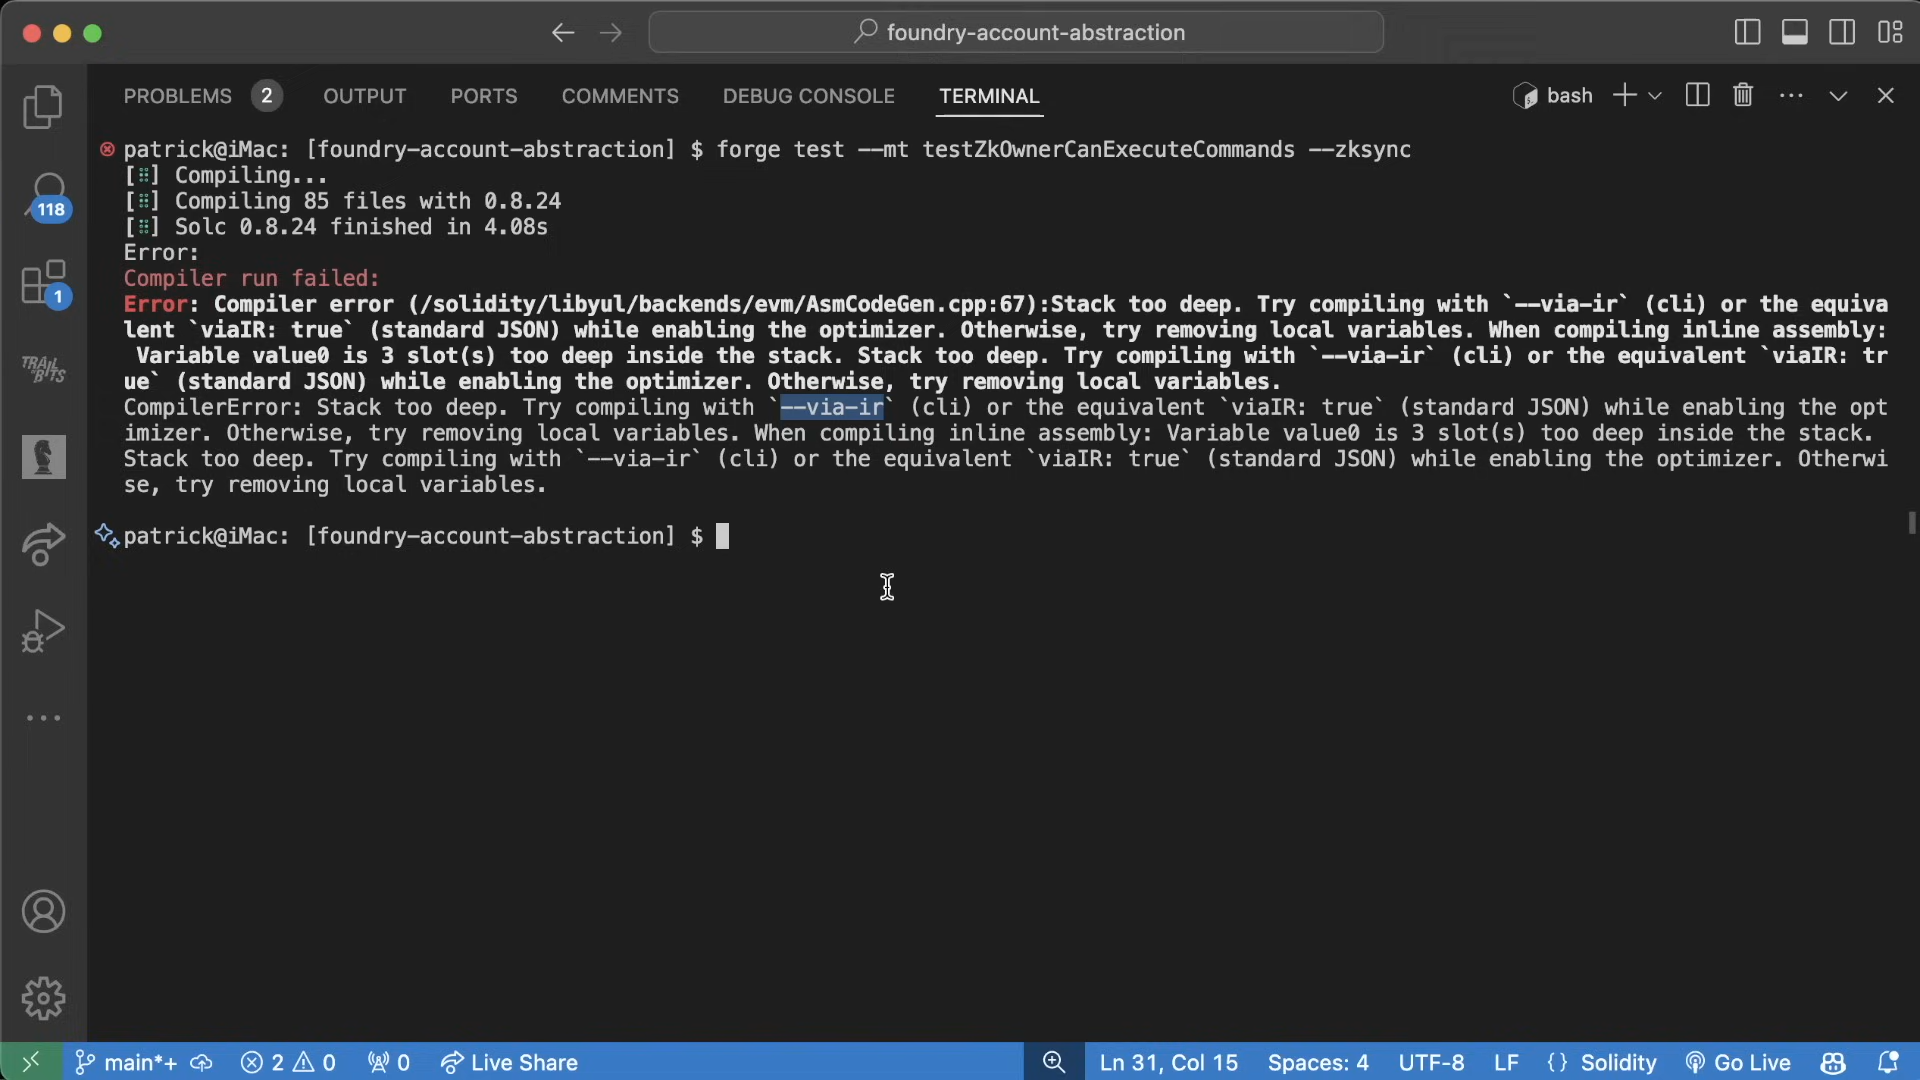 foundry-account-abstraction
PROBLEMS 2 OUTPUT PORTS COMMENTS DEBUG CONSOLE TERMINAL bash
118
1
TRAIL OF BITS
patrick@iMac: [foundry-account-abstraction] $ forge test --mt testZkOwnerCanExecuteCommands --zksync
[⠿] Compiling...
[⠿] Compiling 85 files with 0.8.24
[⠿] Solc 0.8.24 finished in 4.08s
Error:
Compiler run failed:
Error: Compiler error (/solidity/libyul/backends/evm/AsmCodeGen.cpp:67):Stack too deep. Try compiling with `--via-ir` (cli) or the equiva
lent `viaIR: true` (standard JSON) while enabling the optimizer. Otherwise, try removing local variables. When compiling inline assembly:
 Variable value0 is 3 slot(s) too deep inside the stack. Stack too deep. Try compiling with `--via-ir` (cli) or the equivalent `viaIR: tr
ue` (standard JSON) while enabling the optimizer. Otherwise, try removing local variables.
CompilerError: Stack too deep. Try compiling with `--via-ir` (cli) or the equivalent `viaIR: true` (standard JSON) while enabling the opt
imizer. Otherwise, try removing local variables. When compiling inline assembly: Variable value0 is 3 slot(s) too deep inside the stack.
Stack too deep. Try compiling with `--via-ir` (cli) or the equivalent `viaIR: true` (standard JSON) while enabling the optimizer. Otherwi
se, try removing local variables.
patrick@iMac: [foundry-account-abstraction] $
main*+ 2 0 0 Live Share Ln 31, Col 15 Spaces: 4 UTF-8 LF {} Solidity Go Live